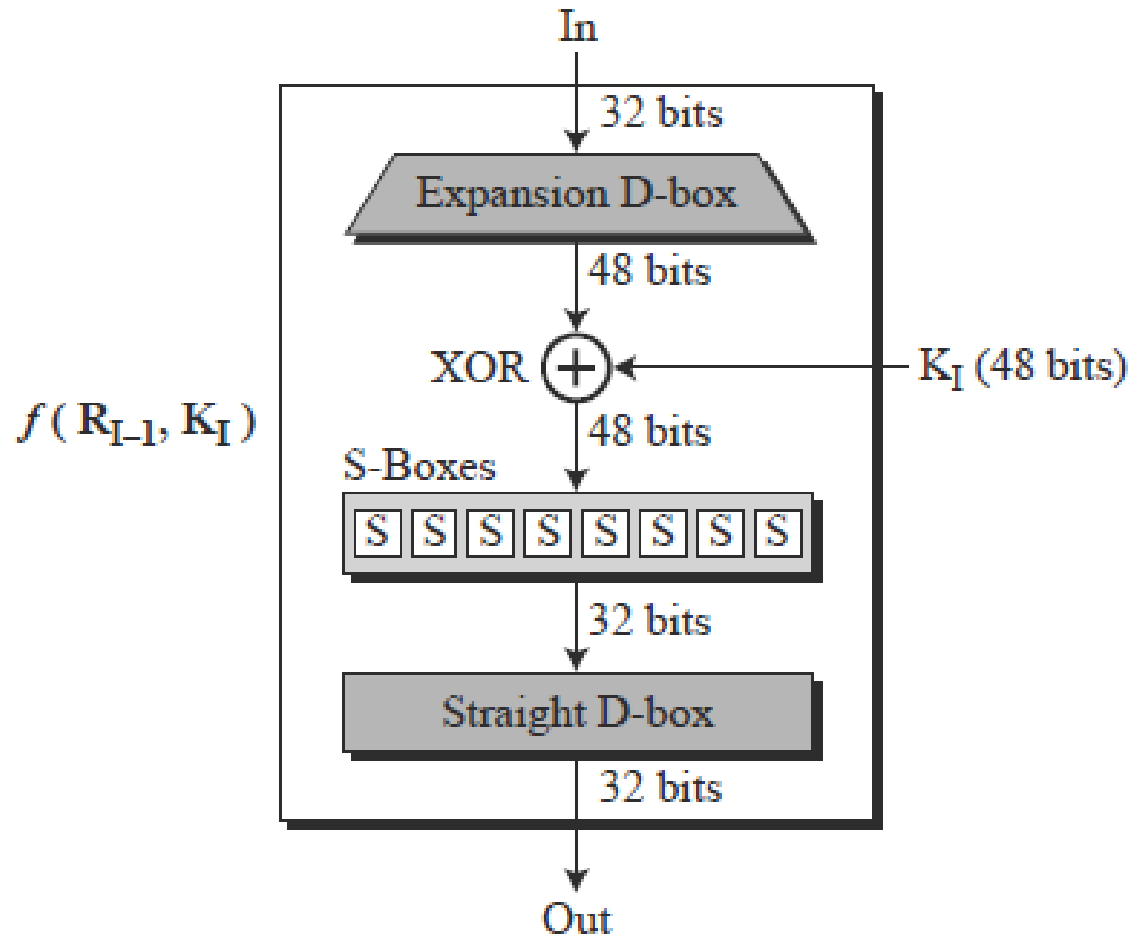 In
32 bits
Expansion D-box
48 bits
XOR
K_I (48 bits)
f ( R_I–1, K_I )
48 bits
S-Boxes
S S S S S S S S
32 bits
Straight D-box
32 bits
Out